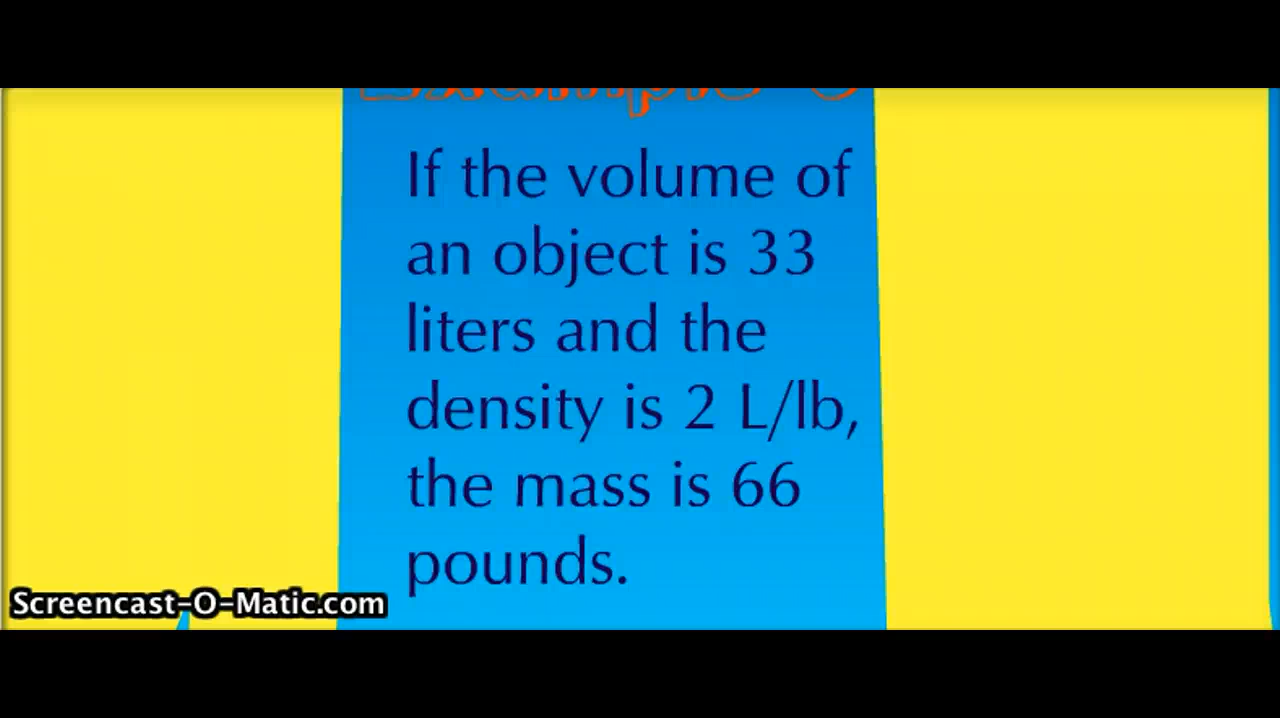 If the volume of
an object is 33
liters and the
density is 2 L/lb,
the mass is 66
pounds.
Screencast-O-Matic.com